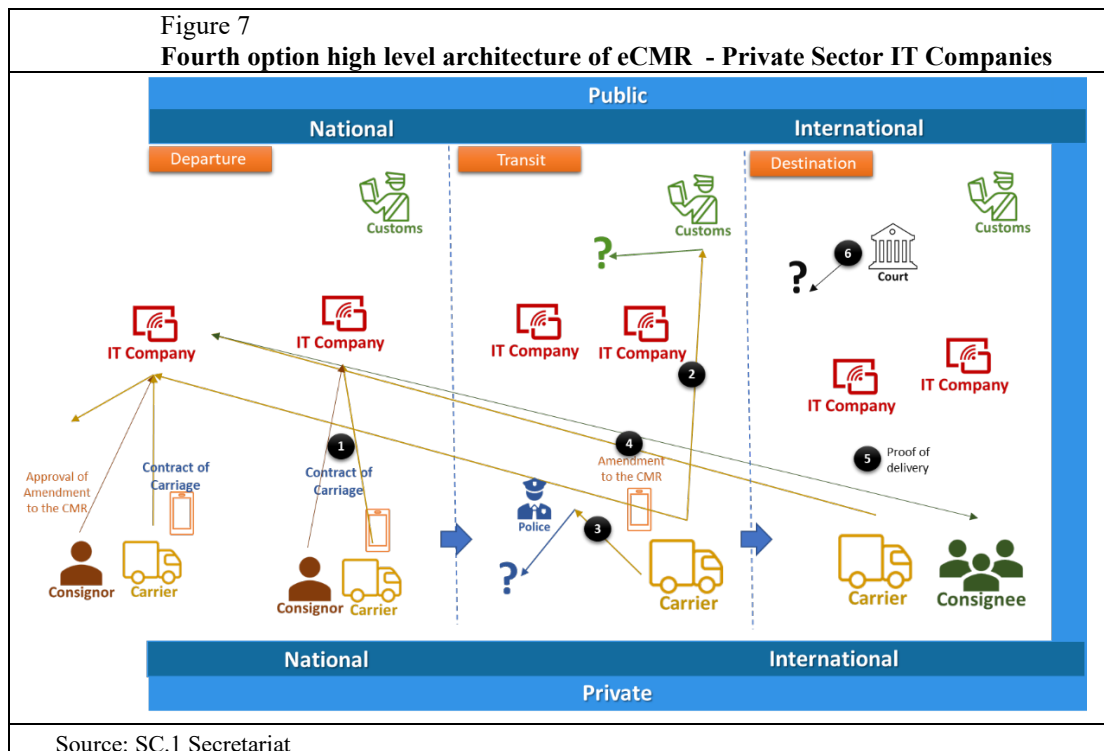 Figure 7
Fourth option high level architecture of eCMR - Private Sector IT Companies
Public
National
International
Departure
Transit
Destination
Customs
Customs
Customs
?
6
?
Court
IT Company
IT Company
IT Company
IT Company
IT Company
IT Company
2
1
4
5
Proof of
delivery
Approval of
Amendment
to the CMR
Contract of
Carriage
Contract of
Carriage
Amendment
to the CMR
Police
3
?
Consignor
Carrier
Consignor
Carrier
Carrier
Carrier
Consignee
National
International
Private
Source: SC.1 Secretariat